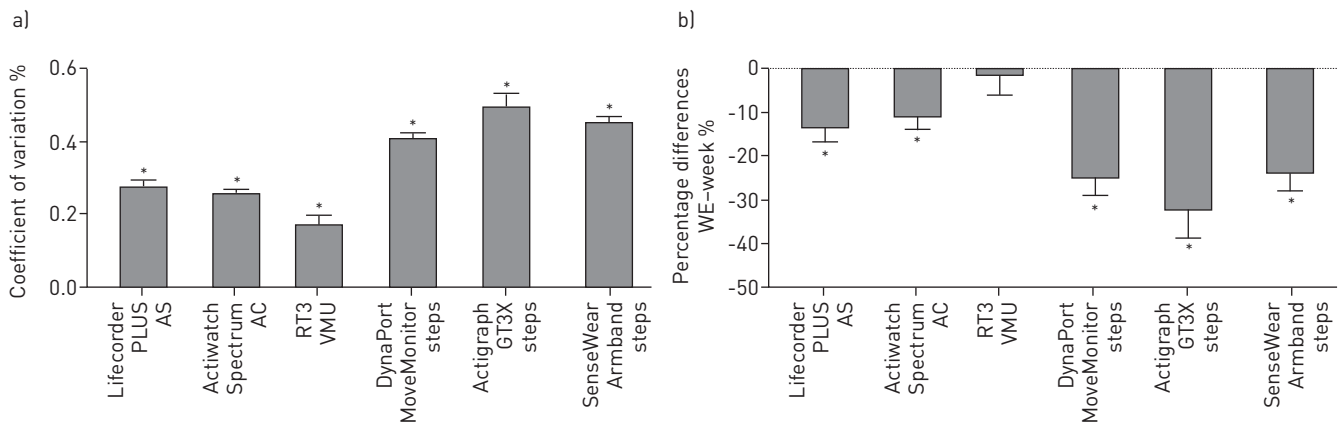 a)
Coefficient of variation %
0.6
0.4
0.2
0.0
*
*
*
*
*
*
Lifecorder
PLUS
AS
Actiwatch
Spectrum
AC
RT3
VMU
DynaPort
MoveMonitor
steps
Actigraph
GT3X
steps
SenseWear
Armband
steps
b)
Percentage differences
WE–week %
0
-10
-20
-30
-40
-50
*
*
*
*
*
Lifecorder
PLUS
AS
Actiwatch
Spectrum
AC
RT3
VMU
DynaPort
MoveMonitor
steps
Actigraph
GT3X
steps
SenseWear
Armband
steps